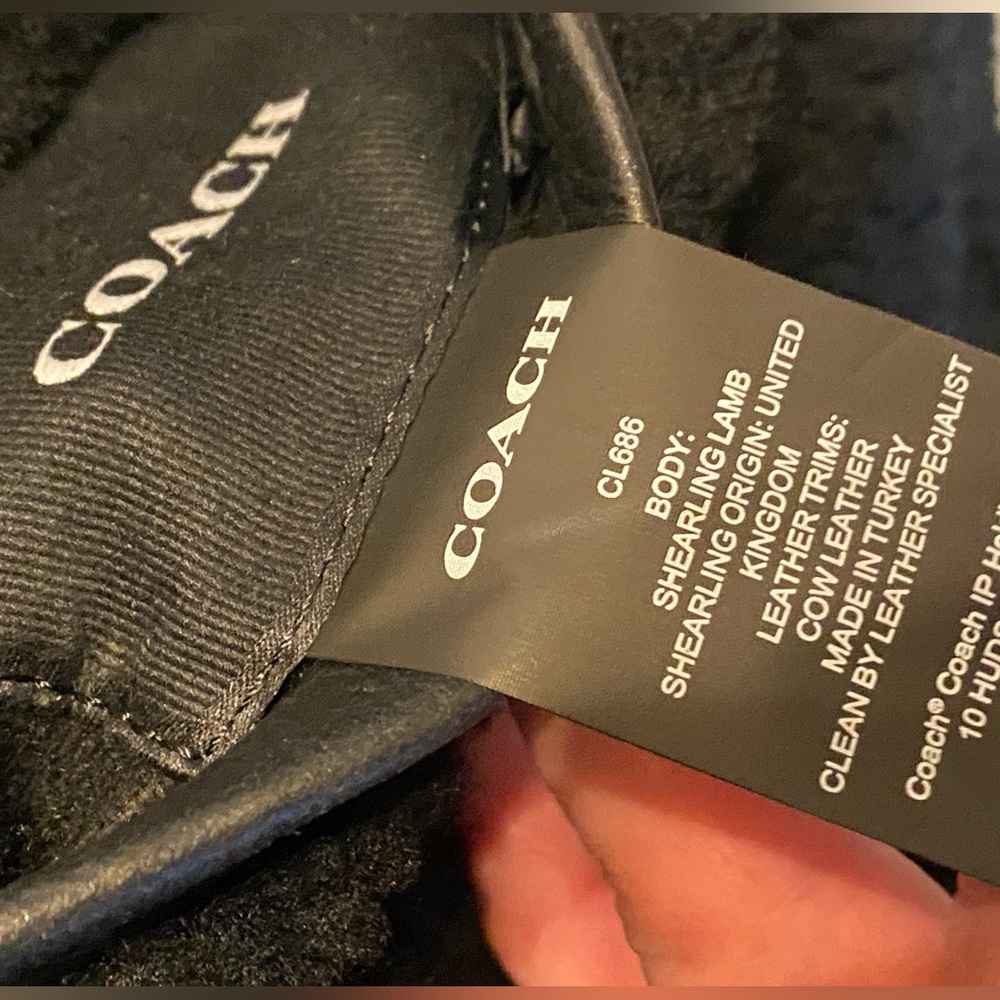 COACH
COACH
CL686
BODY:
SHEARLING LAMB
SHEARLING ORIGIN: UNITED
KINGDOM
LEATHER TRIMS:
COW LEATHER
MADE IN TURKEY
CLEAN BY LEATHER SPECIALIST
Coach® Coach IP
10